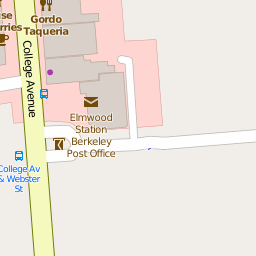 Gordo
Taqueria
College Avenue
Elmwood
Station
Berkeley
Post Office
College Av
& Webster
St